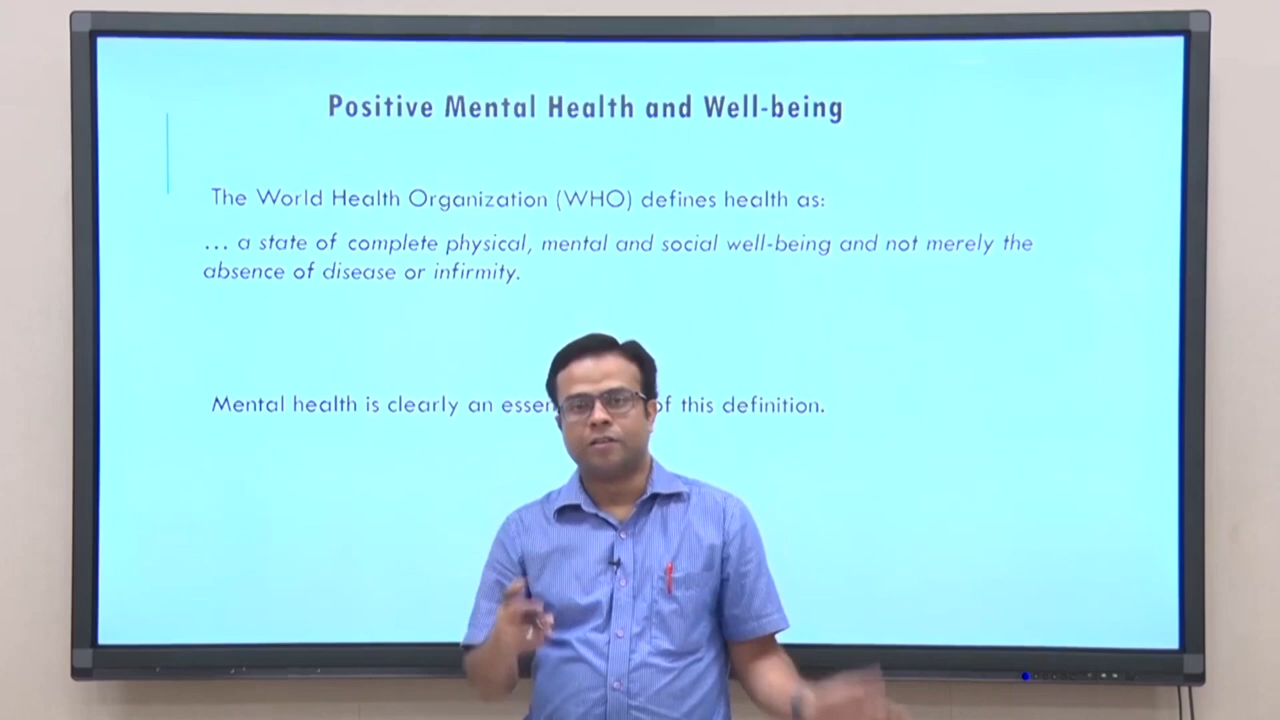 Positive Mental Health and Well-being
The World Health Organization (WHO) defines health as:
… a state of complete physical, mental and social well-being and not merely the
absence of disease or infirmity.
Mental health is clearly an of this definition.